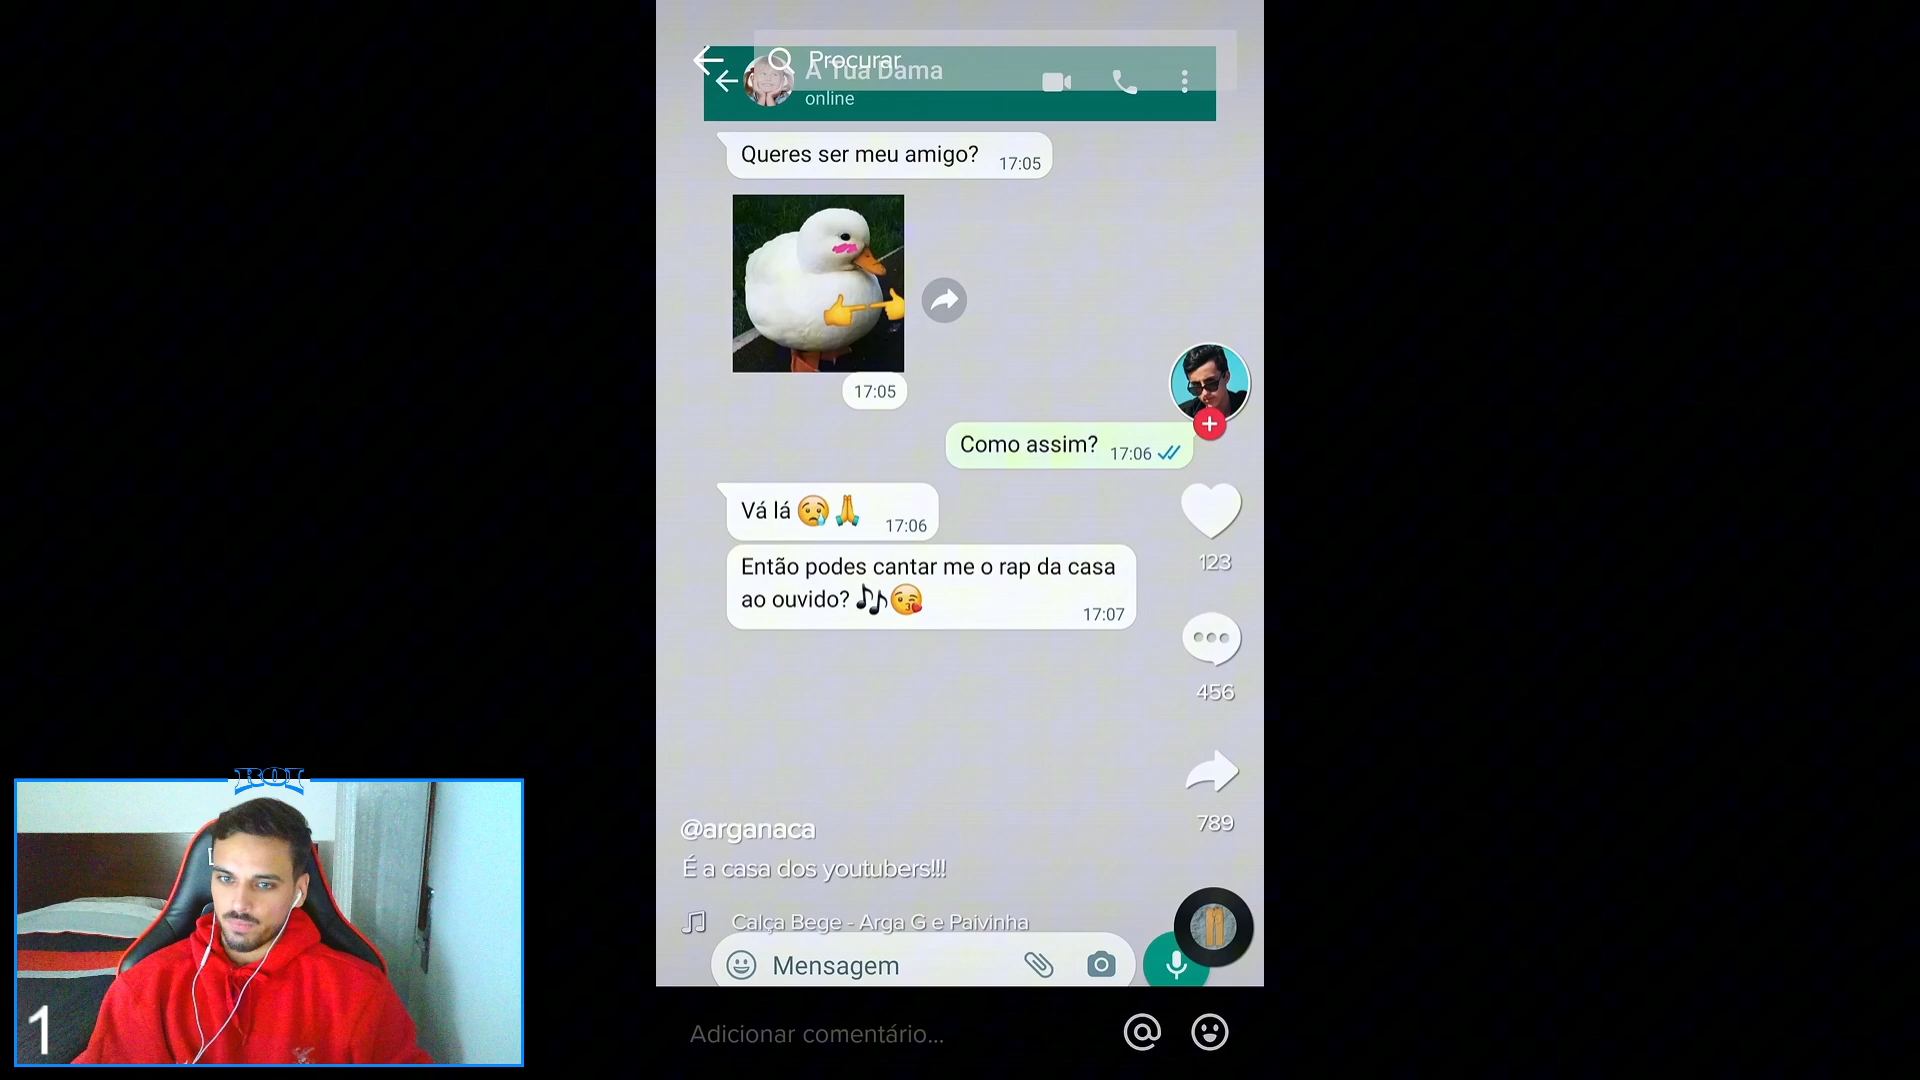 Procurar
A Tua Dama
online
Queres ser meu amigo? 17:05
17:05
Como assim? 17:06
Vá lá 😢🙏 17:06
Então podes cantar me o rap da casa
ao ouvido? 🎶😘 17:07
123
456
789
@arganaca
É a casa dos youtubers!!!
Calça Bege - Arga G e Paivinha
Mensagem
Adicionar comentário...
ROI
1